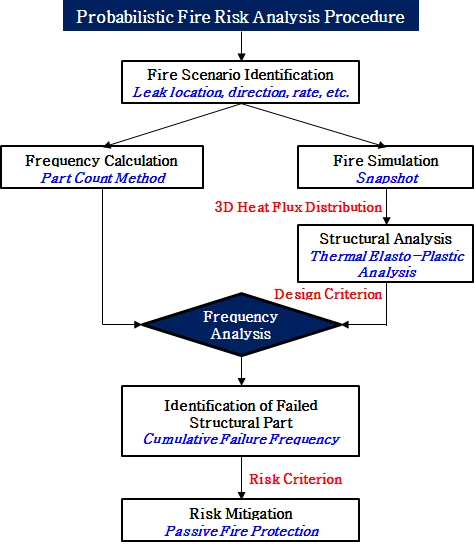 Probabilistic Fire Risk Analysis Procedure
Fire Scenario Identification
Leak location, direction, rate, etc.
Frequency Calculation
Part Count Method
Fire Simulation
Snapshot
3D Heat Flux Distribution
Structural Analysis
Thermal Elasto-Plastic
Analysis
Design Criterion
Frequency
Analysis
Identification of Failed
Structural Part
Cumulative Failure Frequency
Risk Criterion
Risk Mitigation
Passive Fire Protection